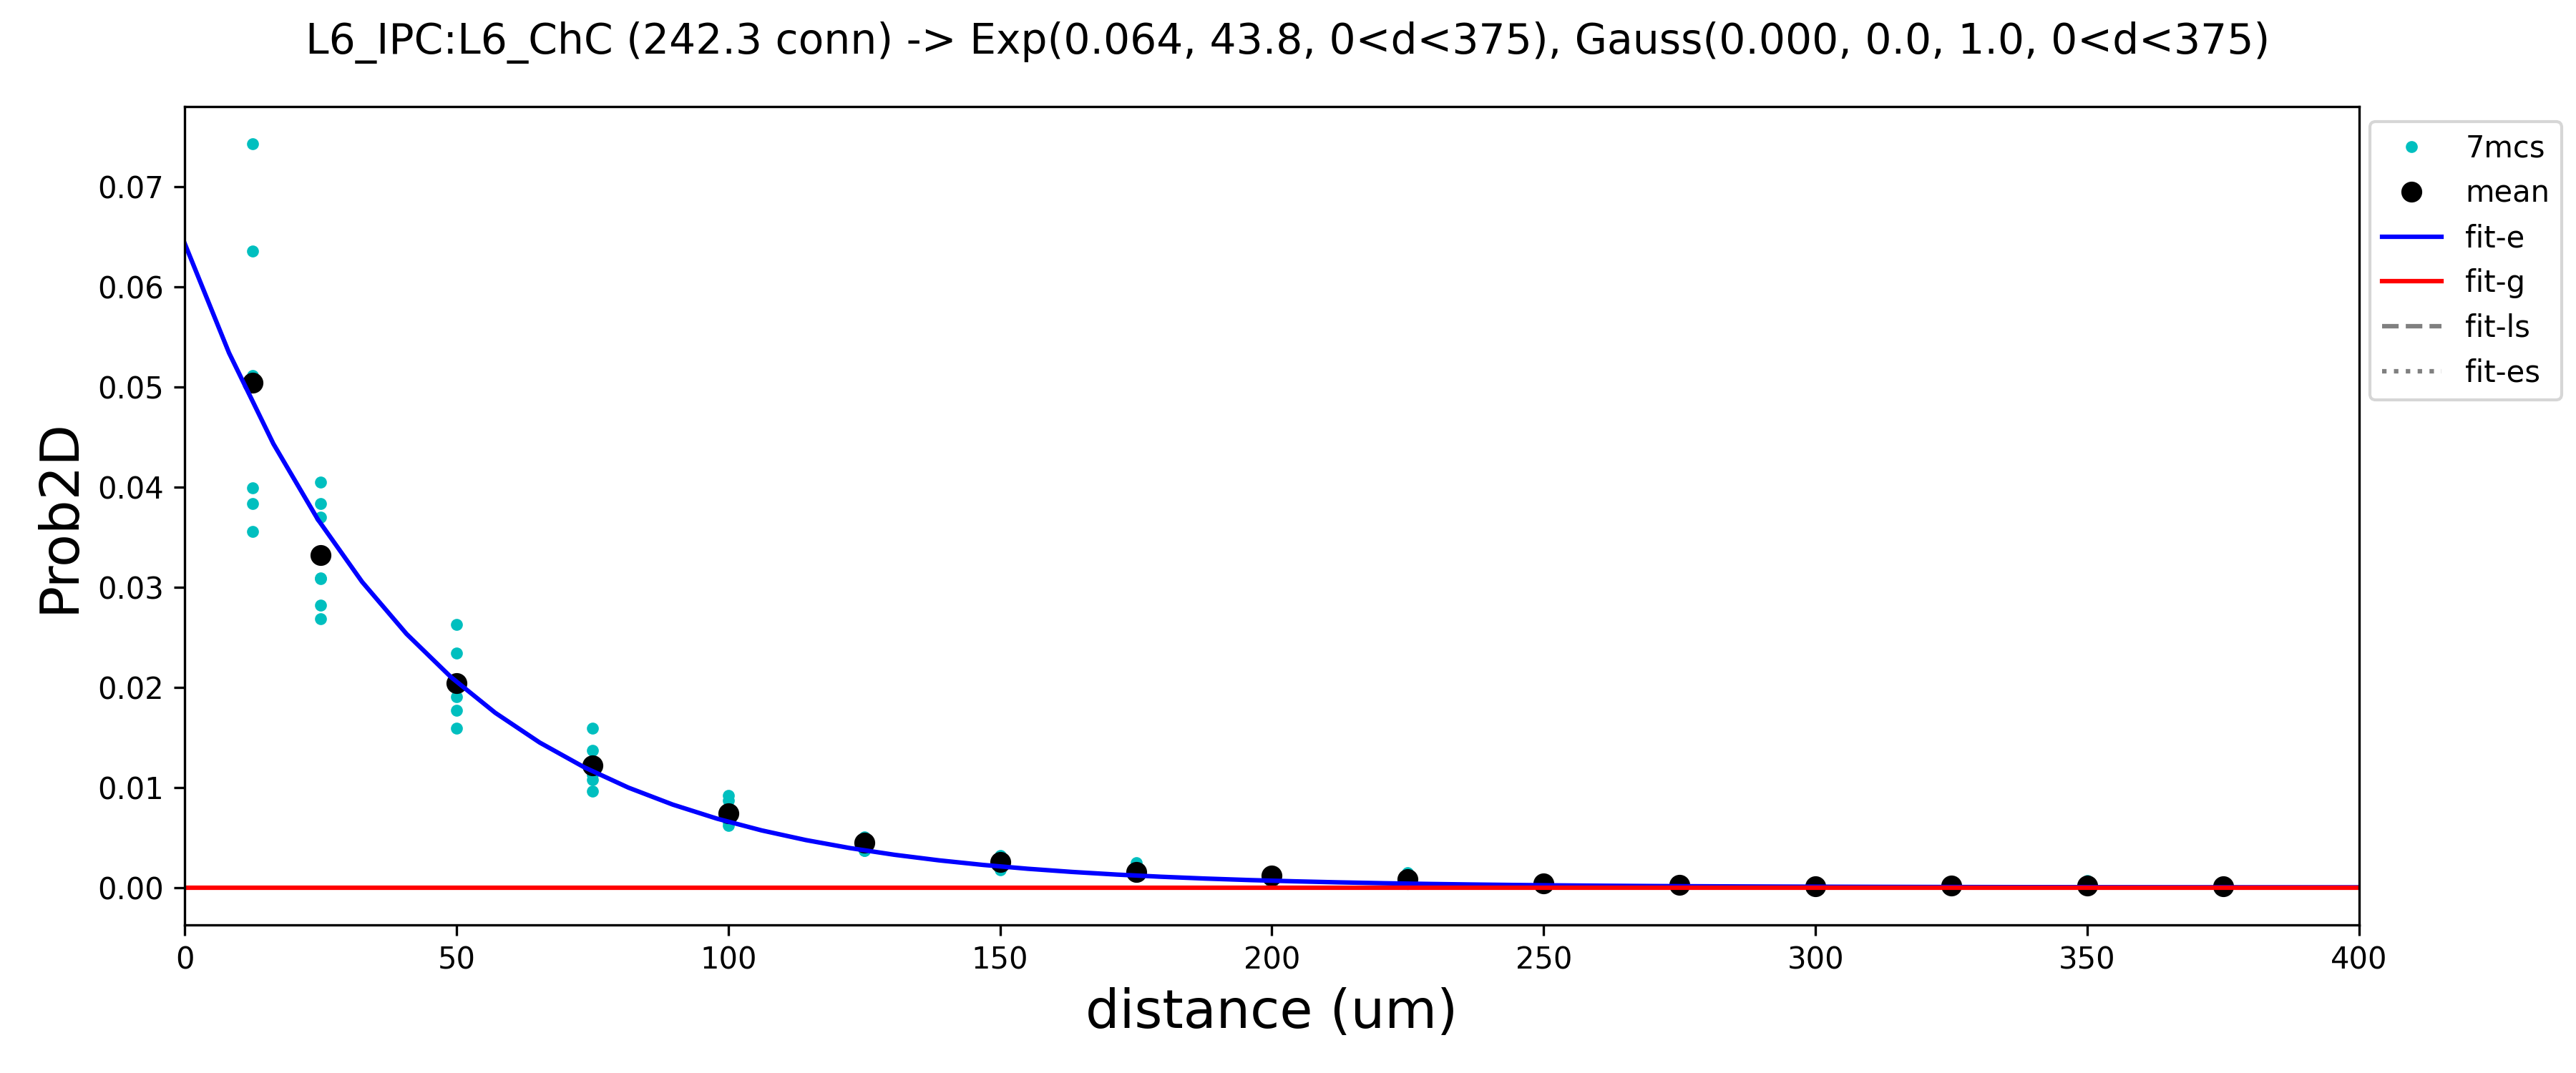 L6_IPC:L6_ChC (242.3 conn) -> Exp(0.064, 43.8, 0<d<375), Gauss(0.000, 0.0, 1.0, 0<d<375)
7mcs
mean
fit-e
fit-g
fit-ls
fit-es
Prob2D
0.07
0.06
0.05
0.04
0.03
0.02
0.01
0.00
0 50 100 150 200 250 300 350 400
distance (um)